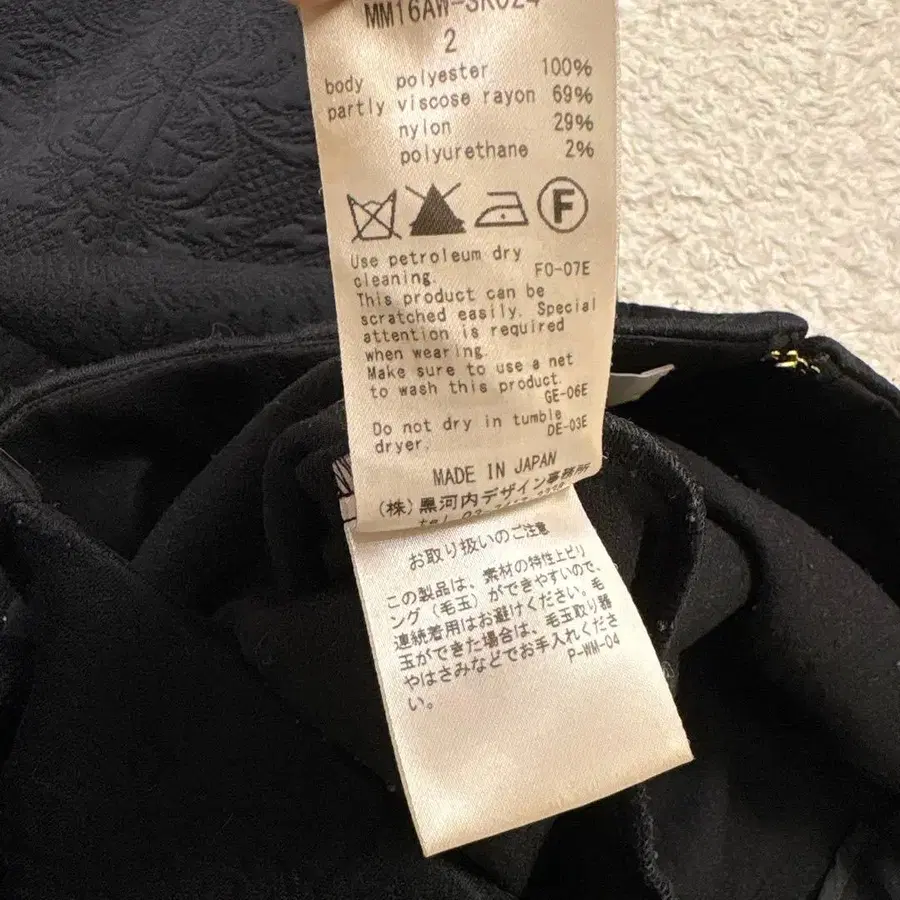 MM16AW-SK024
2
body polyester 100%
partly viscose rayon 69%
nylon 29%
polyurethane 2%
F
Use petroleum dry
cleaning. FO-07E
This product can be
scratched easily. Special
attention is required
when wearing.
Make sure to use a net
to wash this product.
GE-06E
Do not dry in tumble
dryer. DE-03E
MADE IN JAPAN
(株)黒河内デザイン事務所
tel
お取り扱いのご注意
この製品は、素材の特性上ピリ
ング(毛玉)ができやすいので、
連続着用はお避けください。毛
玉ができた場合は、毛玉取り器
やはさみなどでお手入れくださ
い。
P-WM-04